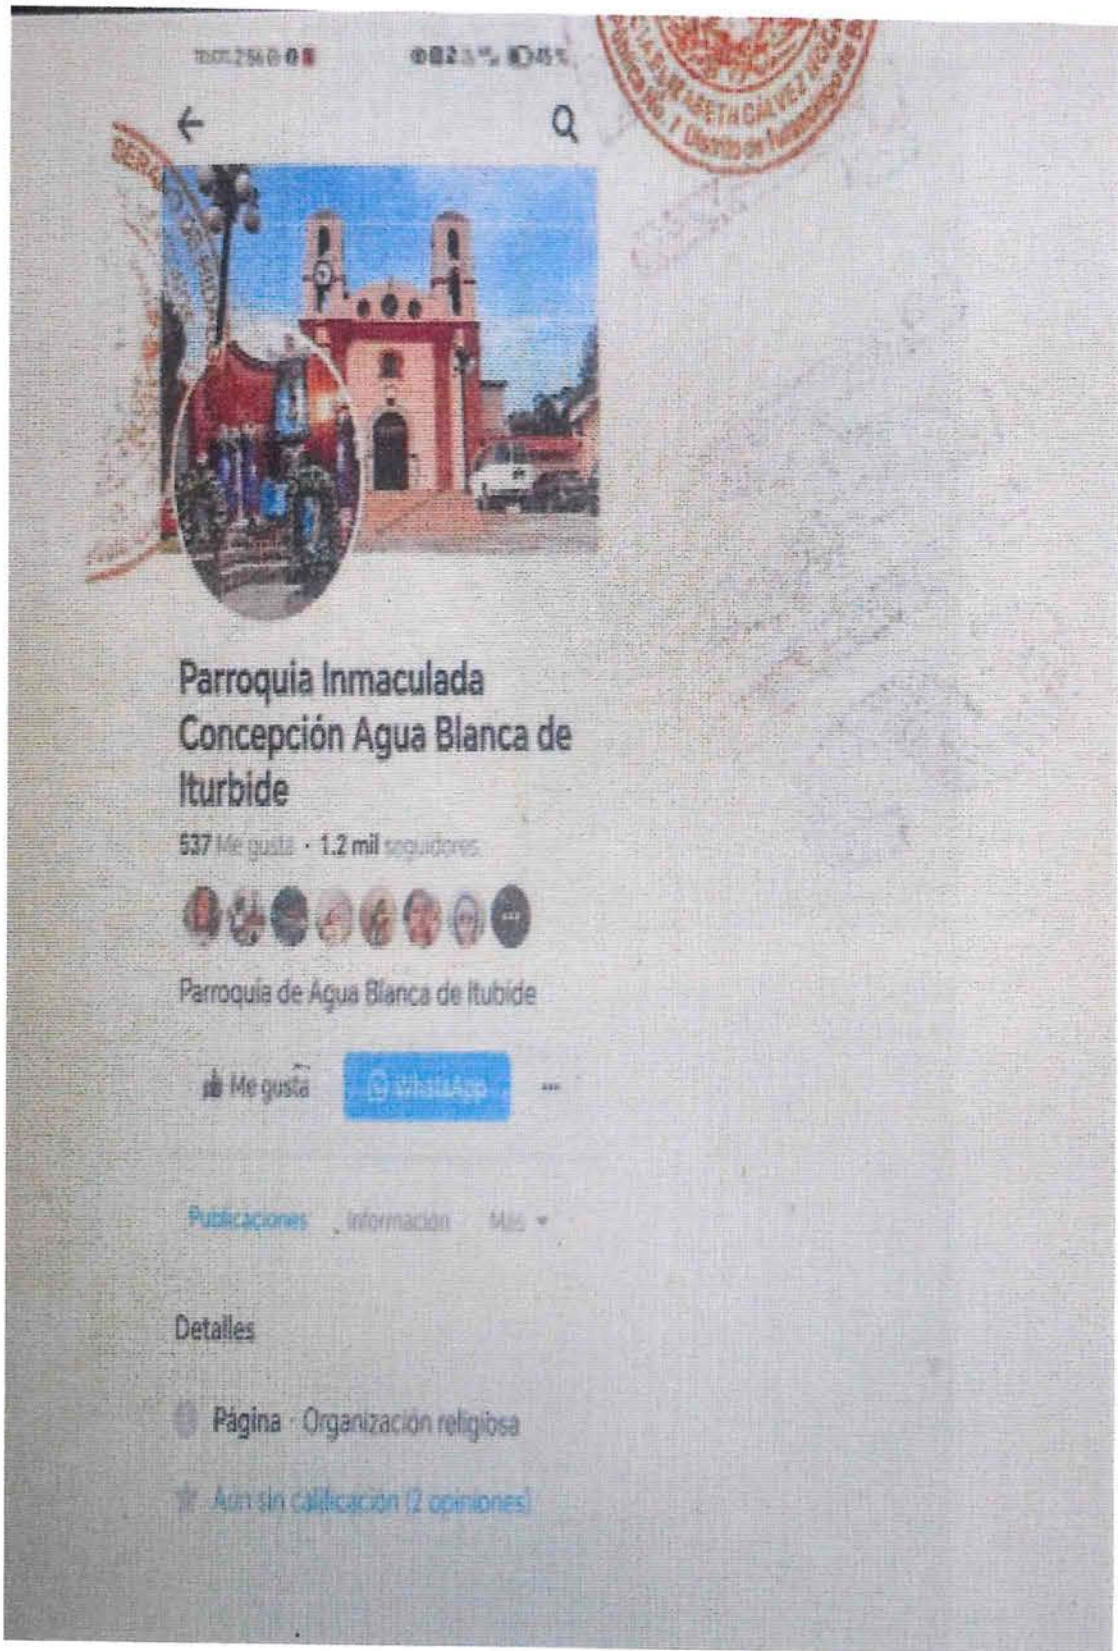 45%
Parroquia Inmaculada
Concepción Agua Blanca de
Iturbide
537 Me gusta · 1.2 mil seguidores
Parroquia de Agua Blanca de Itubide
Me gusta
WhatsApp
Publicaciones
Información
Más
Detalles
Página · Organización religiosa
Aún sin calificación (2 opiniones)